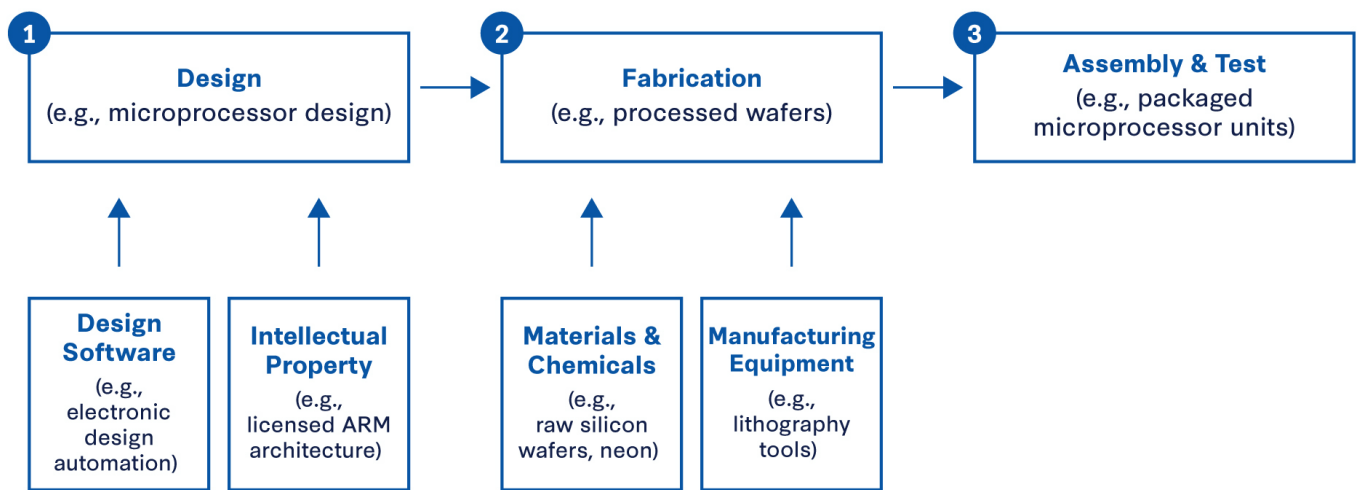 1
Design
(e.g., microprocessor design)
2
Fabrication
(e.g., processed wafers)
3
Assembly & Test
(e.g., packaged
microprocessor units)
Design
Software
(e.g.,
electronic
design
automation)
Intellectual
Property
(e.g.,
licensed ARM
architecture)
Materials &
Chemicals
(e.g.,
raw silicon
wafers, neon)
Manufacturing
Equipment
(e.g.,
lithography
tools)